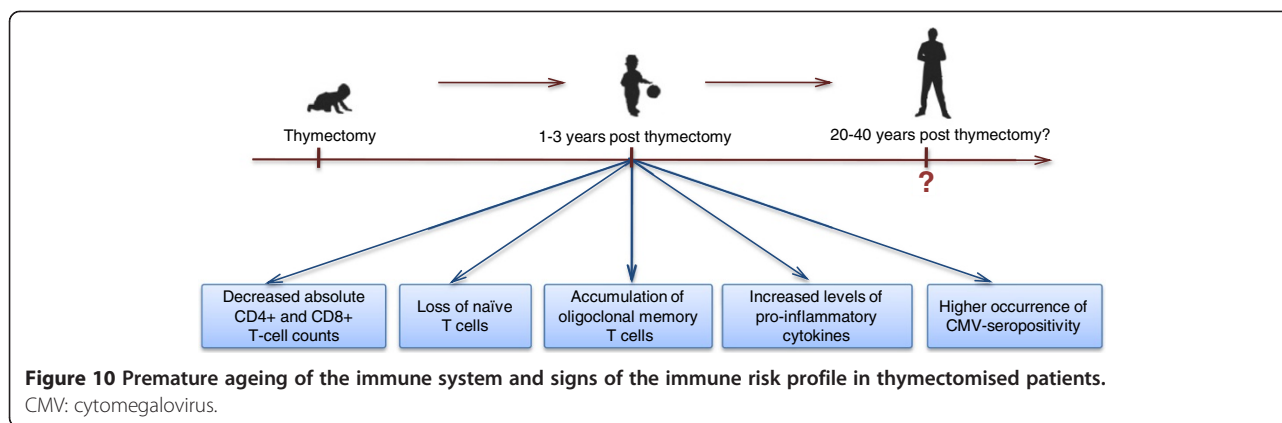 Thymectomy
1-3 years post thymectomy
20-40 years post thymectomy?
?
Decreased absolute
CD4+ and CD8+
T-cell counts
Loss of naïve
T cells
Accumulation of
oligoclonal memory
T cells
Increased levels of
pro-inflammatory
cytokines
Higher occurrence of
CMV-seropositivity
Figure 10 Premature ageing of the immune system and signs of the immune risk profile in thymectomised patients.
CMV: cytomegalovirus.